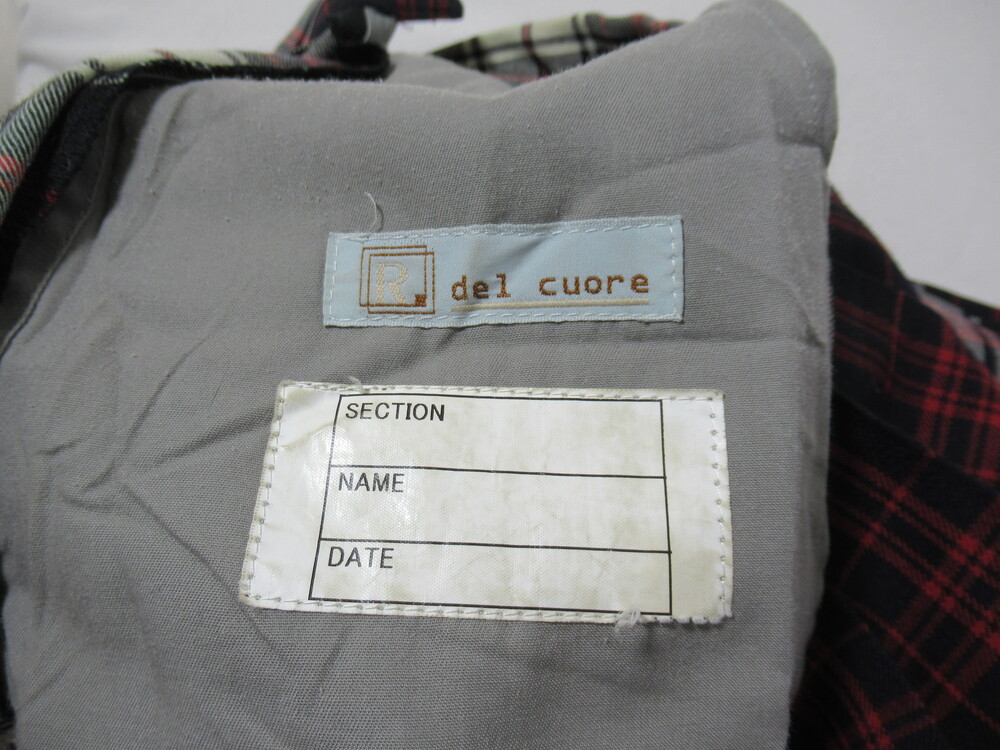 R. del cuore
SECTION
NAME
DATE